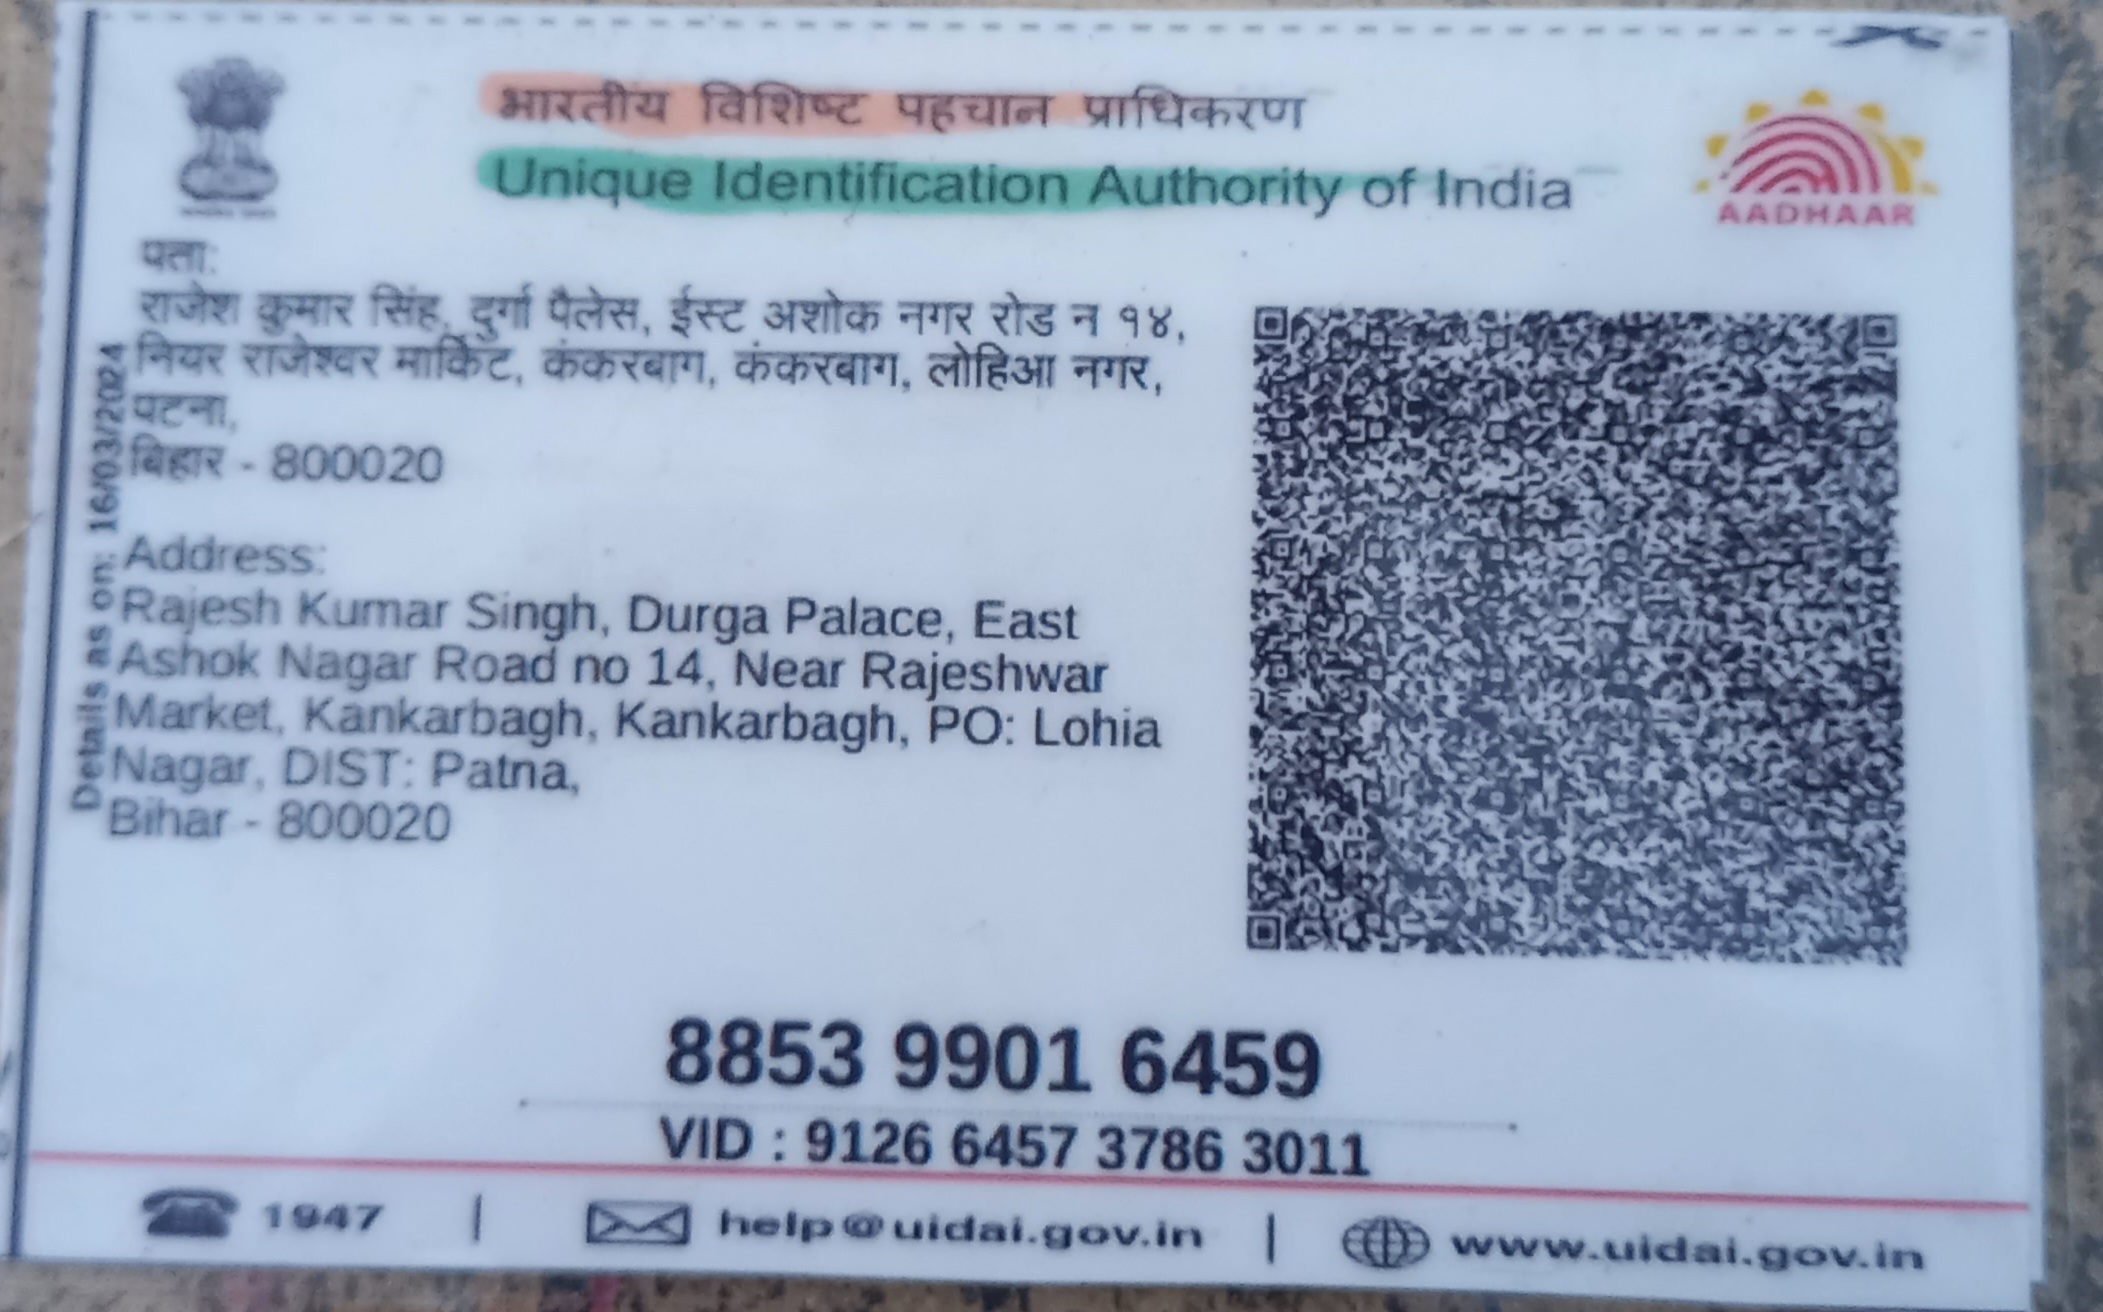 भारतीय विशिष्ट पहचान प्राधिकरण
Unique Identification Authority of India
AADHAAR
पता:
राजेश कुमार सिंह, दुर्गा पैलेस, ईस्ट अशोक नगर रोड न १४,
नियर राजेश्वर मार्किट, कंकरबाग, कंकरबाग, लोहिआ नगर,
पटना,
बिहार - 800020
Details as on: 16/03/2024
Address:
Rajesh Kumar Singh, Durga Palace, East
Ashok Nagar Road no 14, Near Rajeshwar
Market, Kankarbagh, Kankarbagh, PO: Lohia
Nagar, DIST: Patna,
Bihar - 800020
8853 9901 6459
VID : 9126 6457 3786 3011
1947 | help@uidai.gov.in | www.uidai.gov.in